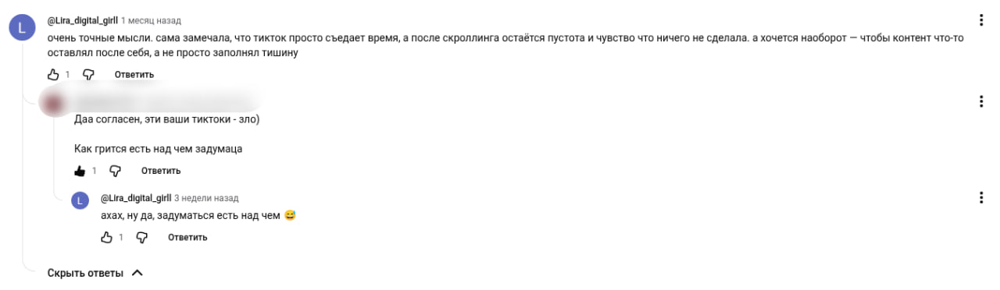 L
@Lira_digital_girll 1 месяц назад
очень точные мысли. сама замечала, что тикток просто съедает время, а после скроллинга остаётся пустота и чувство что ничего не сделала. а хочется наоборот — чтобы контент что-то
оставлял после себя, а не просто заполнял тишину
1 Ответить
Даа согласен, эти ваши тиктоки - зло)
Как грится есть над чем задумаца
1 Ответить
L
@Lira_digital_girll 3 недели назад
ахах, ну да, задуматься есть над чем 😅
1 Ответить
Скрыть ответы